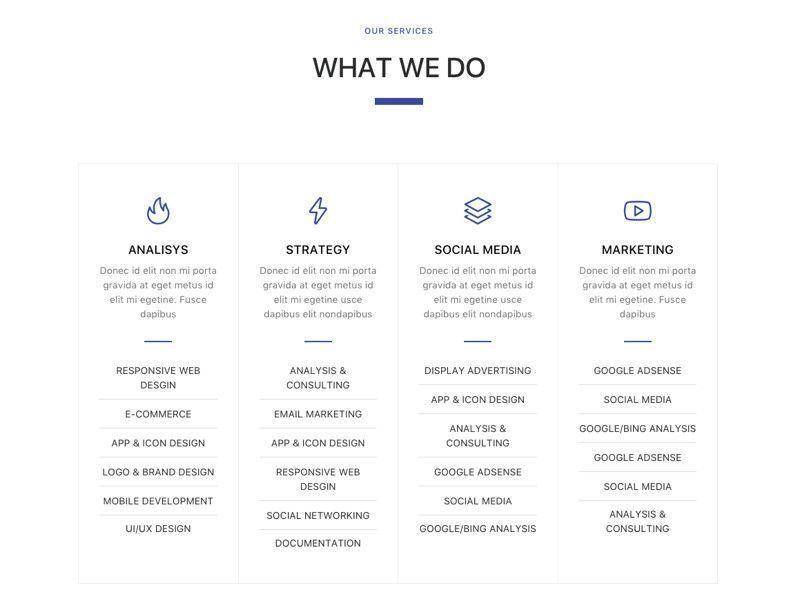 OUR SERVICES
WHAT WE DO
ANALISYS
Donec id elit non mi porta
gravida at eget metus id
elit mi egetine. Fusce
dapibus
RESPONSIVE WEB
DESGIN
E-COMMERCE
APP & ICON DESIGN
LOGO & BRAND DESIGN
MOBILE DEVELOPMENT
UI/UX DESIGN
STRATEGY
Donec id elit non mi porta
gravida at eget metus id
elit mi egetine usce
dapibus elit nondapibus
ANALYSIS &
CONSULTING
EMAIL MARKETING
APP & ICON DESIGN
RESPONSIVE WEB
DESGIN
SOCIAL NETWORKING
DOCUMENTATION
SOCIAL MEDIA
Donec id elit non mi porta
gravida at eget metus id
elit mi egetine usce
dapibus elit nondapibus
DISPLAY ADVERTISING
APP & ICON DESIGN
ANALYSIS &
CONSULTING
GOOGLE ADSENSE
SOCIAL MEDIA
GOOGLE/BING ANALYSIS
MARKETING
Donec id elit non mi porta
gravida at eget metus id
elit mi egetine. Fusce
dapibus
GOOGLE ADSENSE
SOCIAL MEDIA
GOOGLE/BING ANALYSIS
GOOGLE ADSENSE
SOCIAL MEDIA
ANALYSIS &
CONSULTING